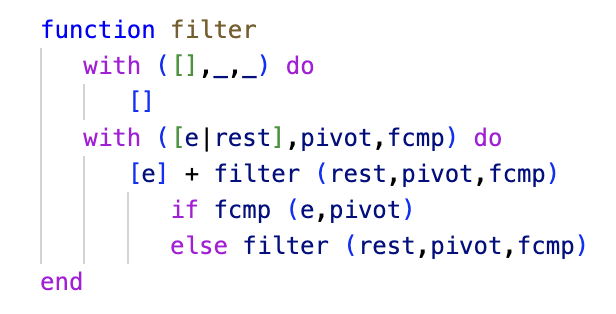 function filter
with ([],_,_) do
[]
with ([e|rest],pivot,fcmp) do
[e] + filter (rest,pivot,fcmp)
if fcmp (e,pivot)
else filter (rest,pivot,fcmp)
end